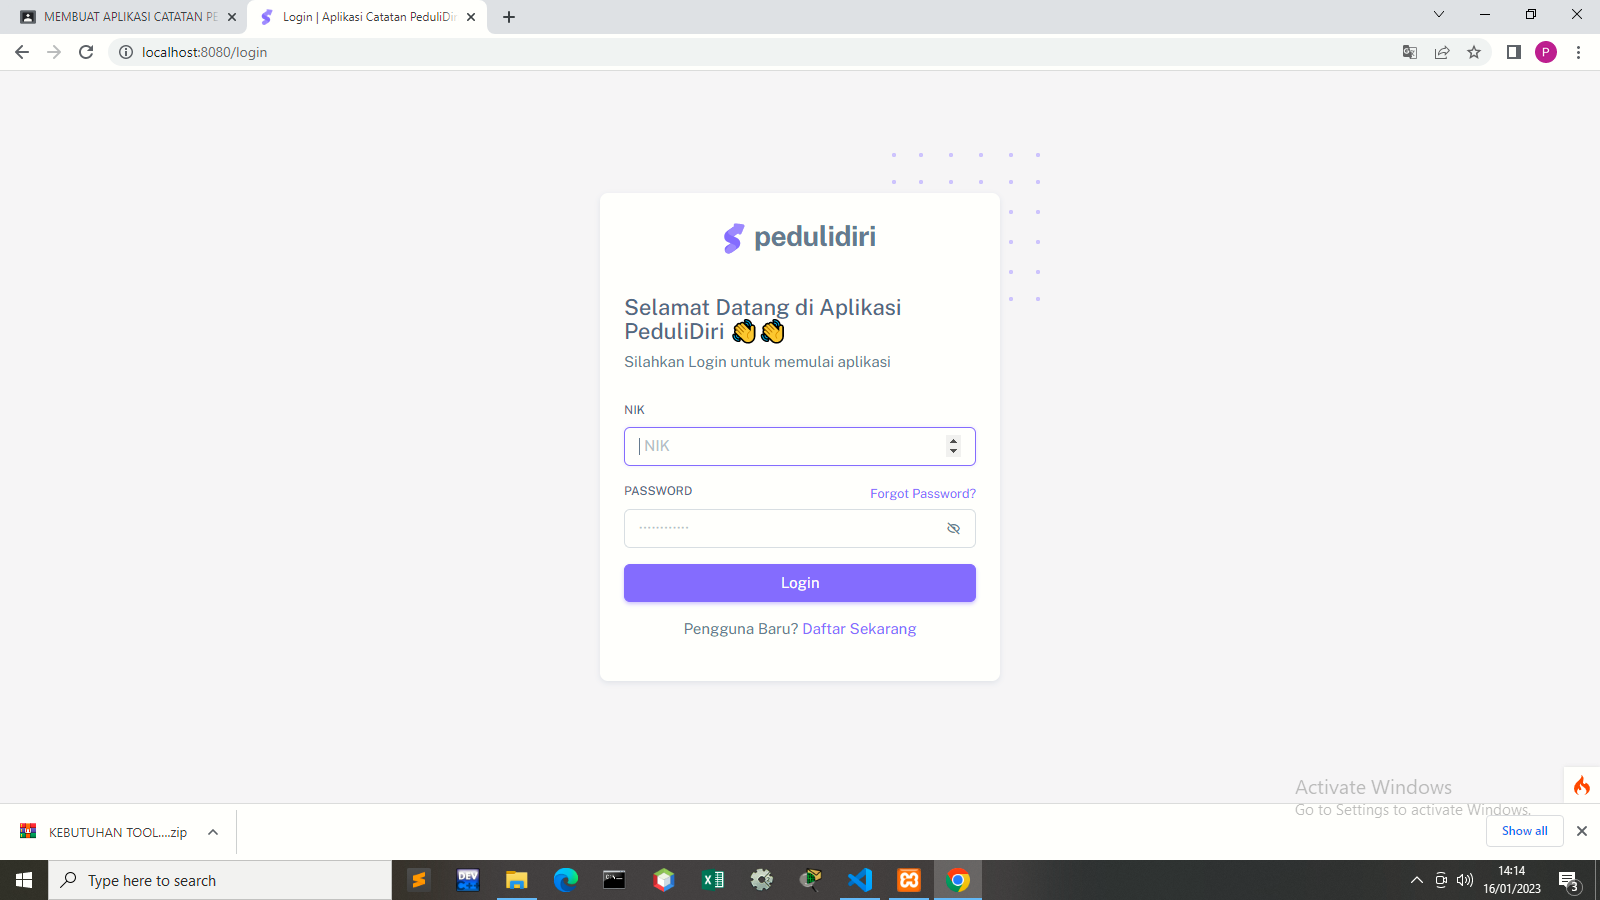 MEMBUAT APLIKASI CATATAN PE
Login | Aplikasi Catatan PeduliDir
localhost:8080/login
P
pedulidiri
Selamat Datang di Aplikasi
PeduliDiri 👏👏
Silahkan Login untuk memulai aplikasi
NIK
NIK
PASSWORD
Forgot Password?
Login
Pengguna Baru? Daftar Sekarang
Activate Windows
Go to Settings to activate Windows.
KEBUTUHAN TOOL....zip
Show all
Type here to search
DEV
14:14
16/01/2023
3